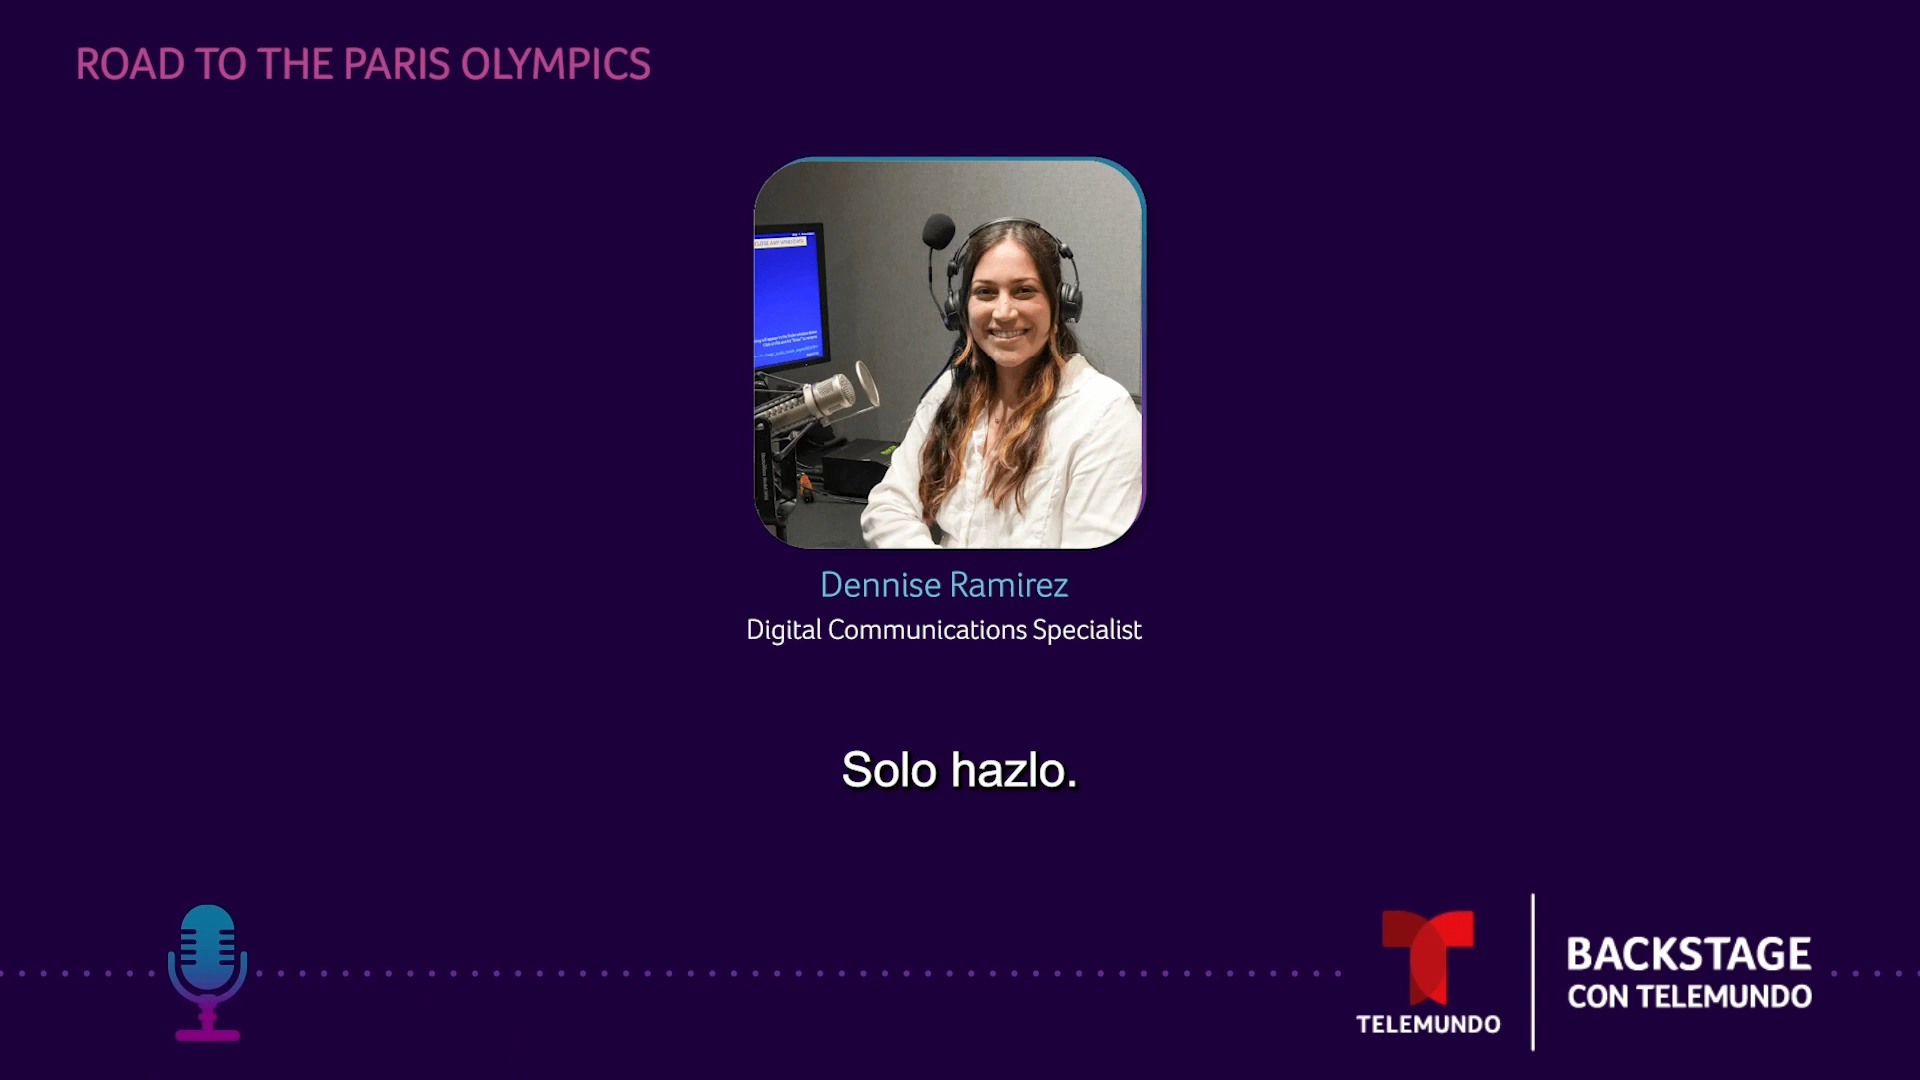 ROAD TO THE PARIS OLYMPICS
Dennise Ramirez
Digital Communications Specialist
Solo hazlo.
TELEMUNDO
BACKSTAGE
CON TELEMUNDO